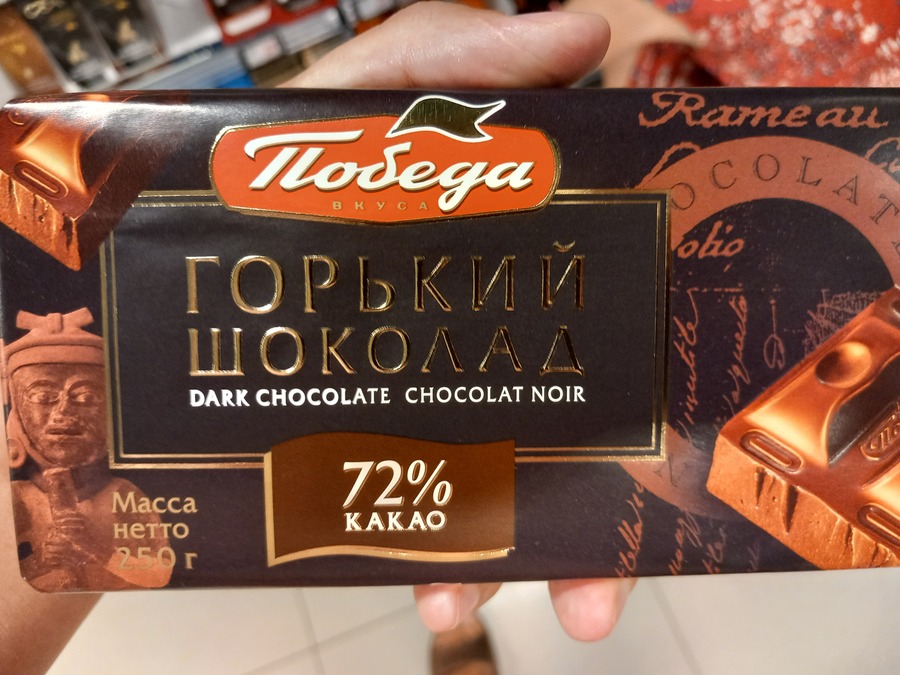 Победа
ВКУСА
Rameau
ГОРЬКИЙ
ШОКОЛАД
DARK CHOCOLATE CHOCOLAT NOIR
72%
КАКАО
Масса
нетто
250 г